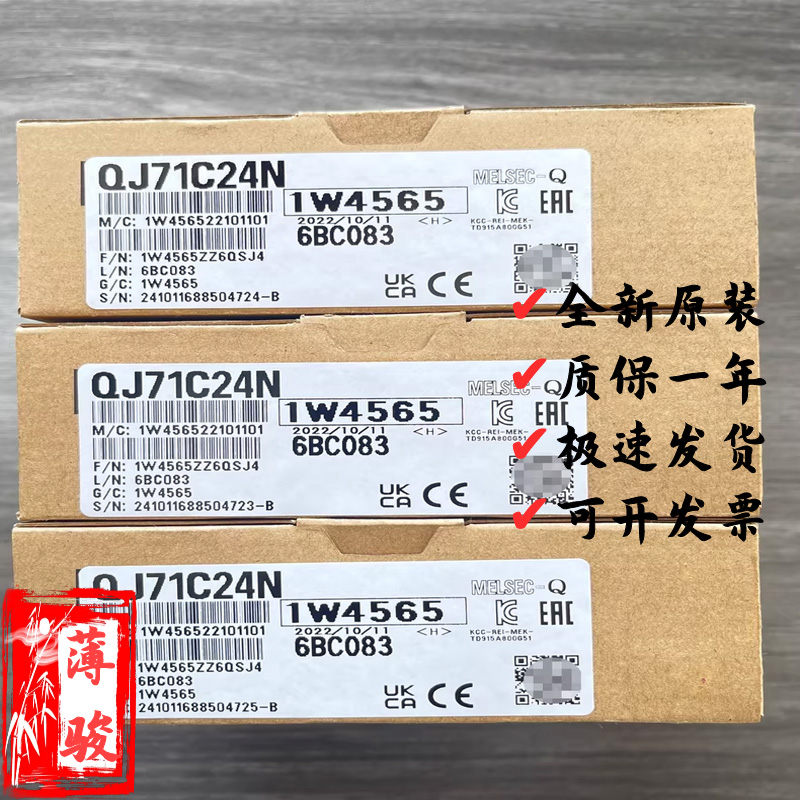 QJ71C24N
MELSEC-Q
1W4565
M/C: 1W456522101101
2022/10/11
<H>
KCC-REI-MEK-
TD915A800G51
EAC
6BC083
F/N: 1W4565ZZ6QSJ4
L/N: 6BC083
G/C: 1W4565
S/N: 241011688504724-B
UK
CA
CE
全新原装
QJ71C24N
MELSEC-Q
质保一年
1W4565
M/C: 1W456522101101
2022/10/11
<H>
KCC-REI-MEK-
TD915A800G51
EAC
6BC083
极速发货
F/N: 1W4565ZZ6QSJ4
L/N: 6BC083
G/C: 1W4565
S/N: 241011688504723-B
UK
CA
CE
可开发票
QJ71C24N
MELSEC-Q
1W4565
1W456522101101
2022/10/11
<H>
KCC-REI-MEK-
TD915A800G51
EAC
6BC083
1W4565ZZ6QSJ4
6BC083
1W4565
241011688504725-B
UK
CA
CE
薄骏